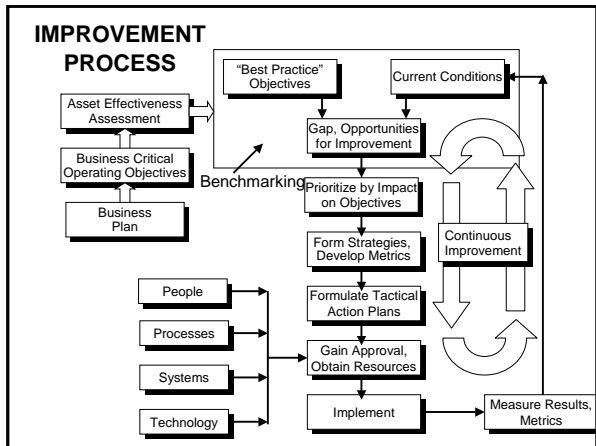 IMPROVEMENT
PROCESS
“Best Practice”
Objectives
Current Conditions
Asset Effectiveness
Assessment
Gap, Opportunities
for Improvement
Business Critical
Operating Objectives
Benchmarking
Prioritize by Impact
on Objectives
Business
Plan
Form Strategies,
Develop Metrics
Continuous
Improvement
People
Formulate Tactical
Action Plans
Processes
Gain Approval,
Obtain Resources
Systems
Technology
Implement
Measure Results,
Metrics